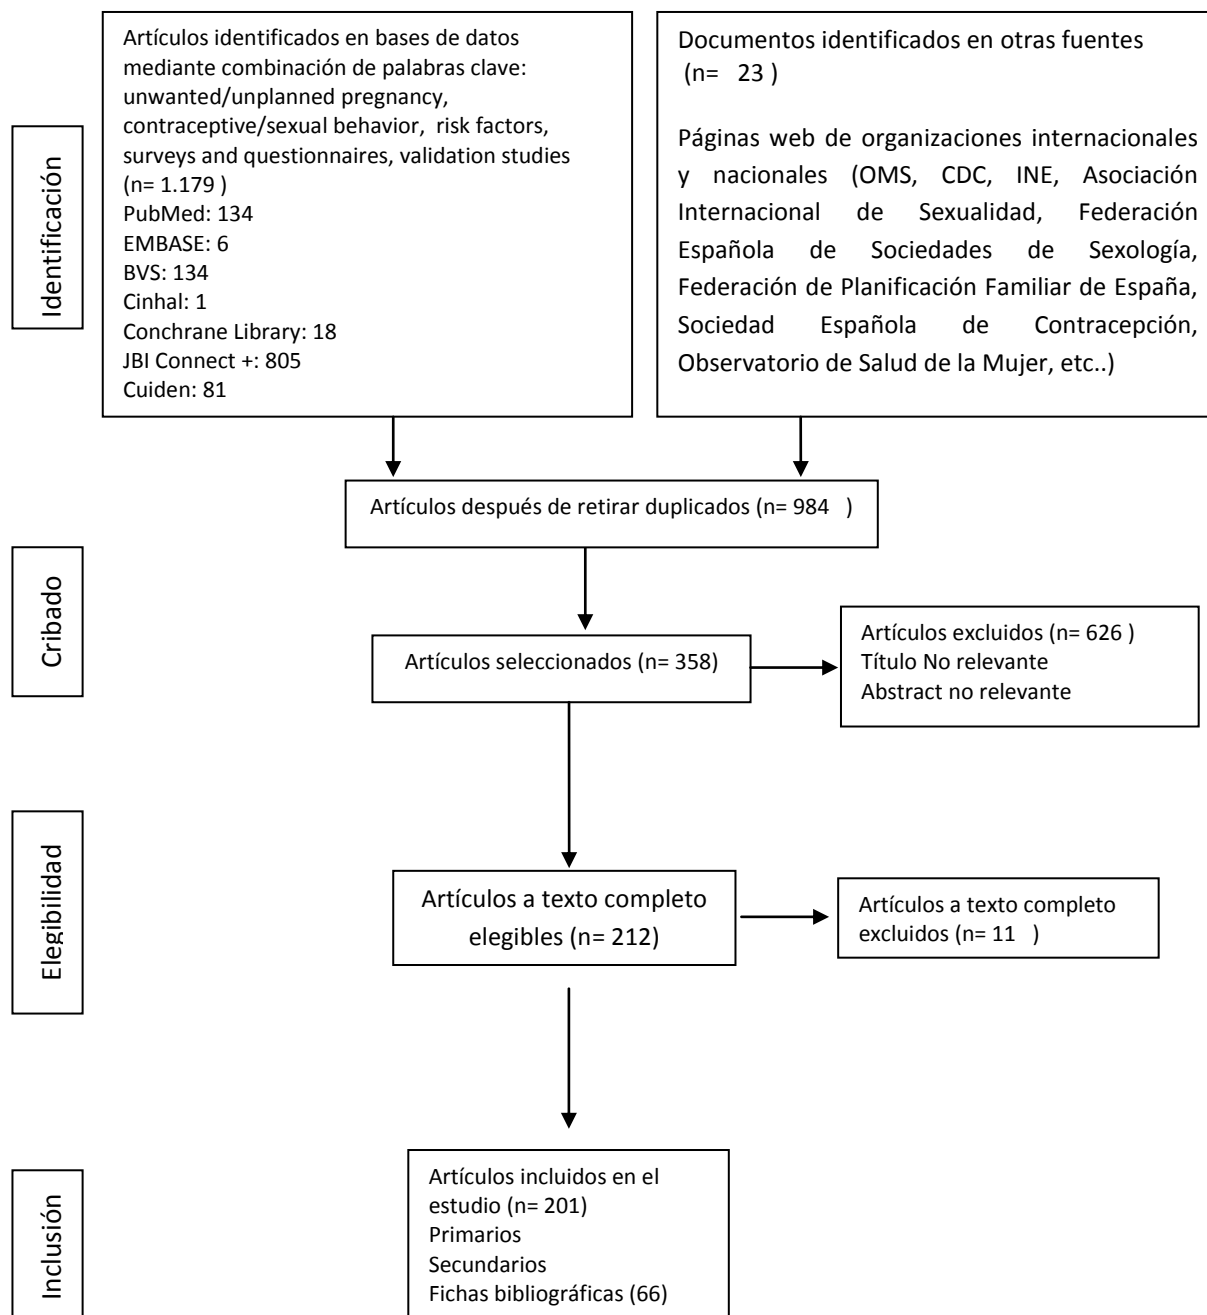 Identificación
Artículos identificados en bases de datos
mediante combinación de palabras clave:
unwanted/unplanned pregnancy,
contraceptive/sexual behavior, risk factors,
surveys and questionnaires, validation studies
(n= 1.179 )
PubMed: 134
EMBASE: 6
BVS: 134
Cinhal: 1
Conchrane Library: 18
JBI Connect +: 805
Cuiden: 81
Documentos identificados en otras fuentes
(n= 23 )
Páginas web de organizaciones internacionales
y nacionales (OMS, CDC, INE, Asociación
Internacional de Sexualidad, Federación
Española de Sociedades de Sexología,
Federación de Planificación Familiar de España,
Sociedad Española de Contracepción,
Observatorio de Salud de la Mujer, etc..)
Artículos después de retirar duplicados (n= 984 )
Cribado
Artículos seleccionados (n= 358)
Artículos excluidos (n= 626 )
Título No relevante
Abstract no relevante
Elegibilidad
Artículos a texto completo
elegibles (n= 212)
Artículos a texto completo
excluidos (n= 11 )
Inclusión
Artículos incluidos en el
estudio (n= 201)
Primarios
Secundarios
Fichas bibliográficas (66)